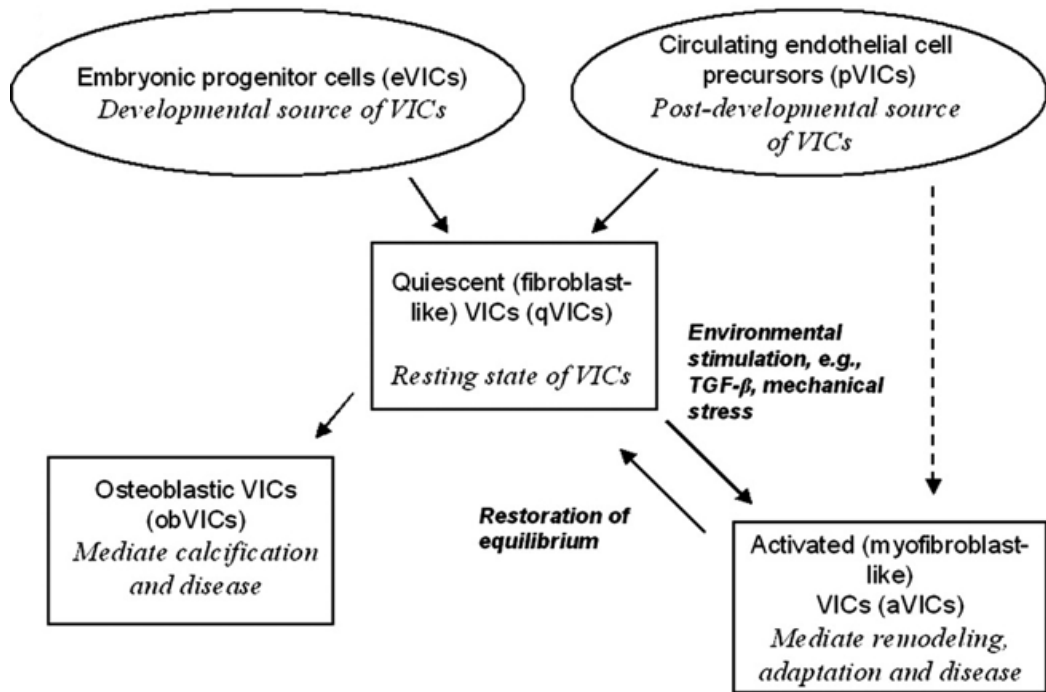 Embryonic progenitor cells (eVICs)
Developmental source of VICs
Circulating endothelial cell
precursors (pVICs)
Post-developmental source
of VICs
Quiescent (fibroblast-
like) VICs (qVICs)
Resting state of VICs
Environmental
stimulation, e.g.,
TGF-β, mechanical
stress
Osteoblastic VICs
(obVICs)
Mediate calcification
and disease
Restoration of
equilibrium
Activated (myofibroblast-
like)
VICs (aVICs)
Mediate remodeling,
adaptation and disease